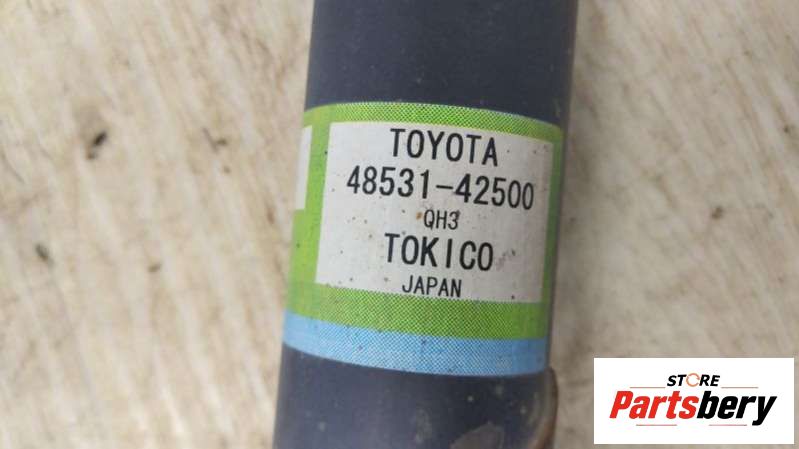 TOYOTA
48531-42500
QH3
TOKICO
JAPAN
STORE
Partsbery